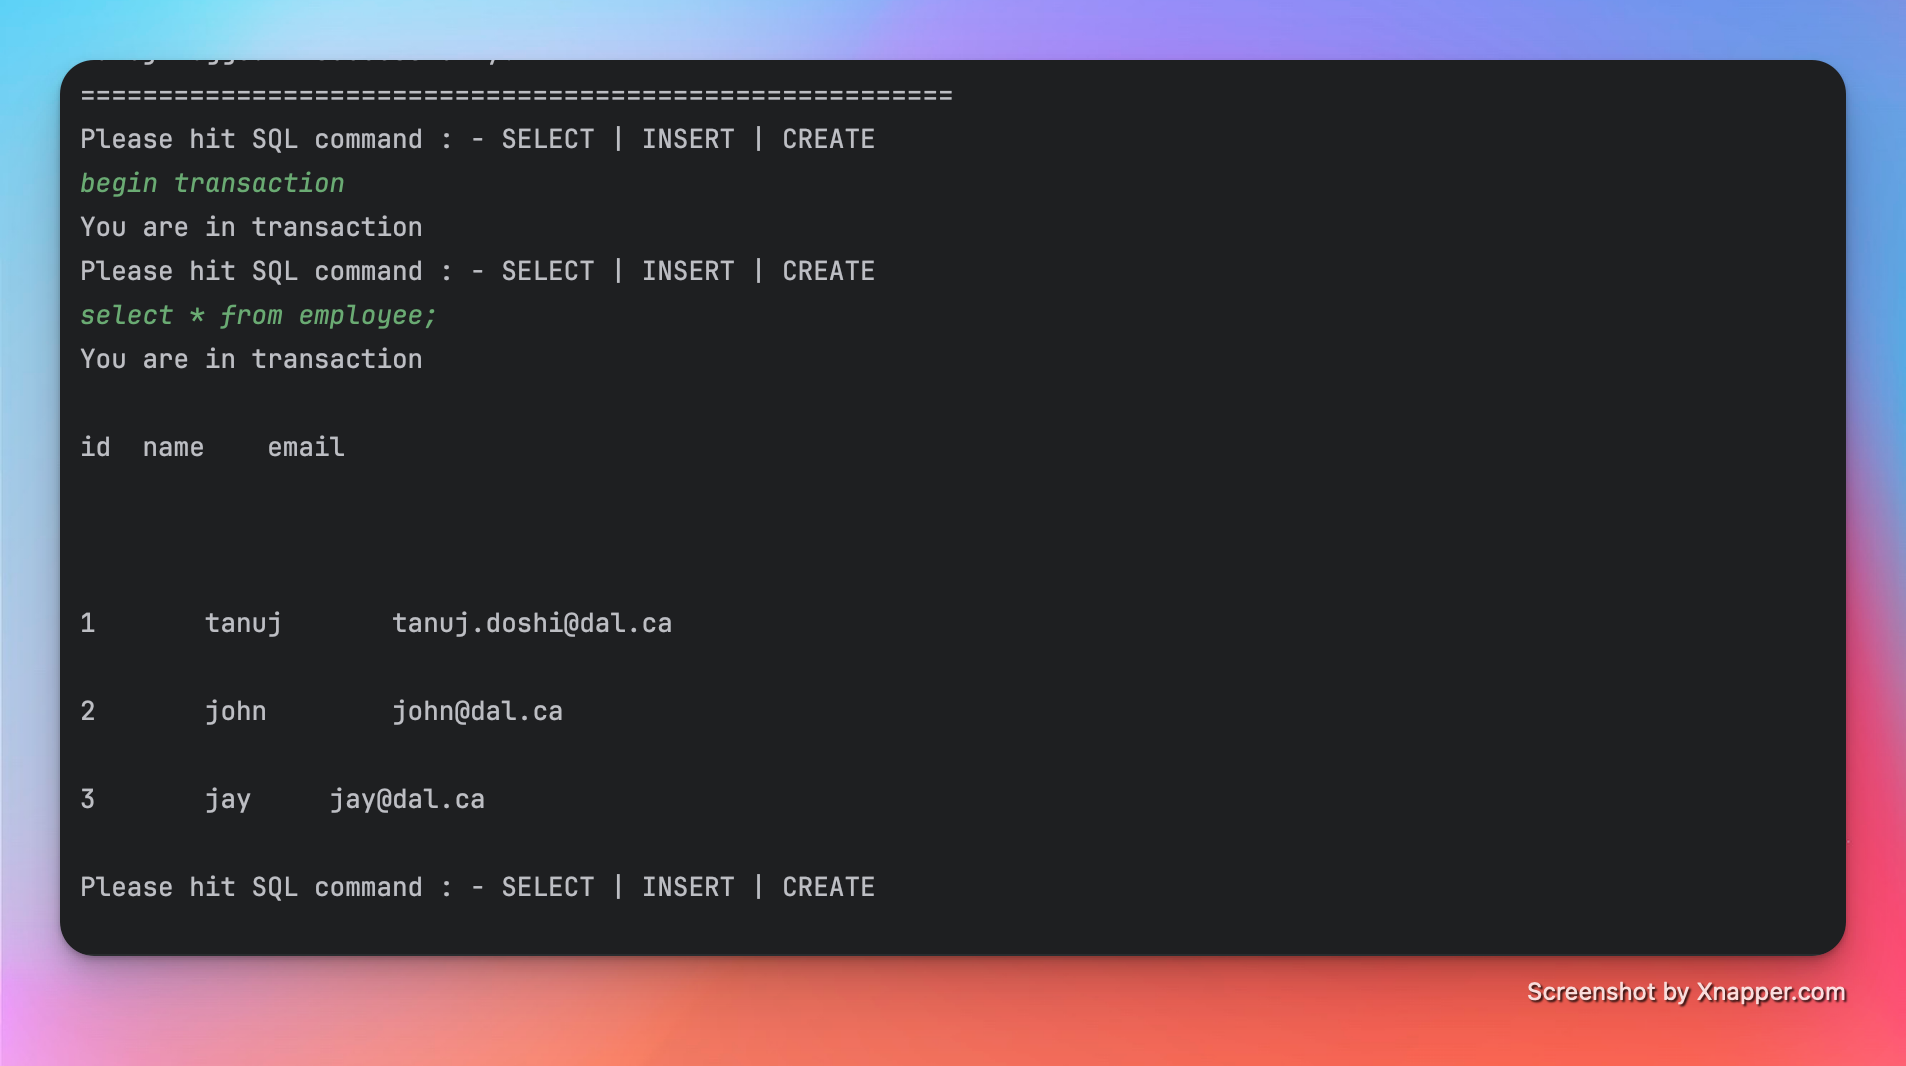 ========================================================
Please hit SQL command : - SELECT | INSERT | CREATE
begin transaction
You are in transaction
Please hit SQL command : - SELECT | INSERT | CREATE
select * from employee;
You are in transaction
id  name    email
1       tanuj       tanuj.doshi@dal.ca
2       john        john@dal.ca
3       jay     jay@dal.ca
Please hit SQL command : - SELECT | INSERT | CREATE
Screenshot by Xnapper.com